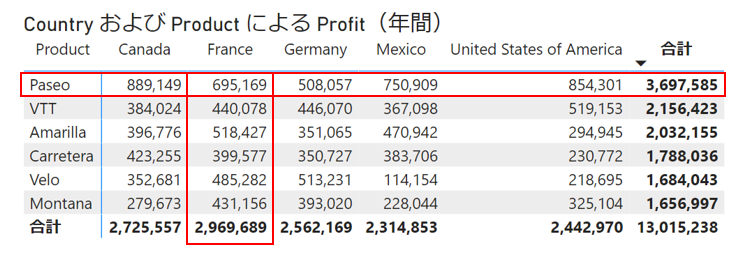 Country および Product による Profit（年間）
Product Canada France Germany Mexico United States of America 合計
Paseo 889,149 695,169 508,057 750,909 854,301 3,697,585
VTT 384,024 440,078 446,070 367,098 519,153 2,156,423
Amarilla 396,776 518,427 351,065 470,942 294,945 2,032,155
Carretera 423,255 399,577 350,727 383,706 230,772 1,788,036
Velo 352,681 485,282 513,231 114,154 218,695 1,684,043
Montana 279,673 431,156 393,020 228,044 325,104 1,656,997
合計 2,725,557 2,969,689 2,562,169 2,314,853 2,442,970 13,015,238